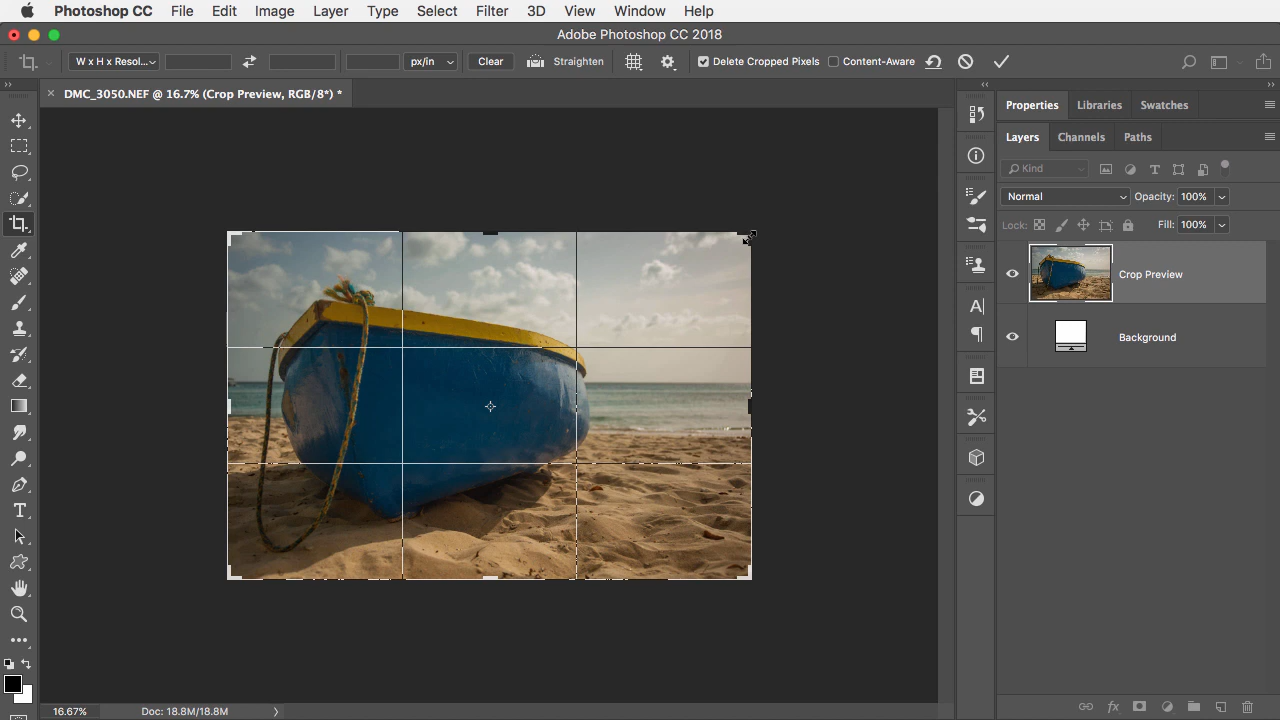 Photoshop CC File Edit Image Layer Type Select Filter 3D View Window Help
Adobe Photoshop CC 2018
W x H x Resol... px/in Clear Straighten Delete Cropped Pixels Content-Aware
× DMC_3050.NEF @ 16.7% (Crop Preview, RGB/8*) *
Properties Libraries Swatches
Layers Channels Paths
Kind
Normal Opacity: 100%
Lock: Fill: 100%
Crop Preview
Background
16.67% Doc: 18.8M/18.8M